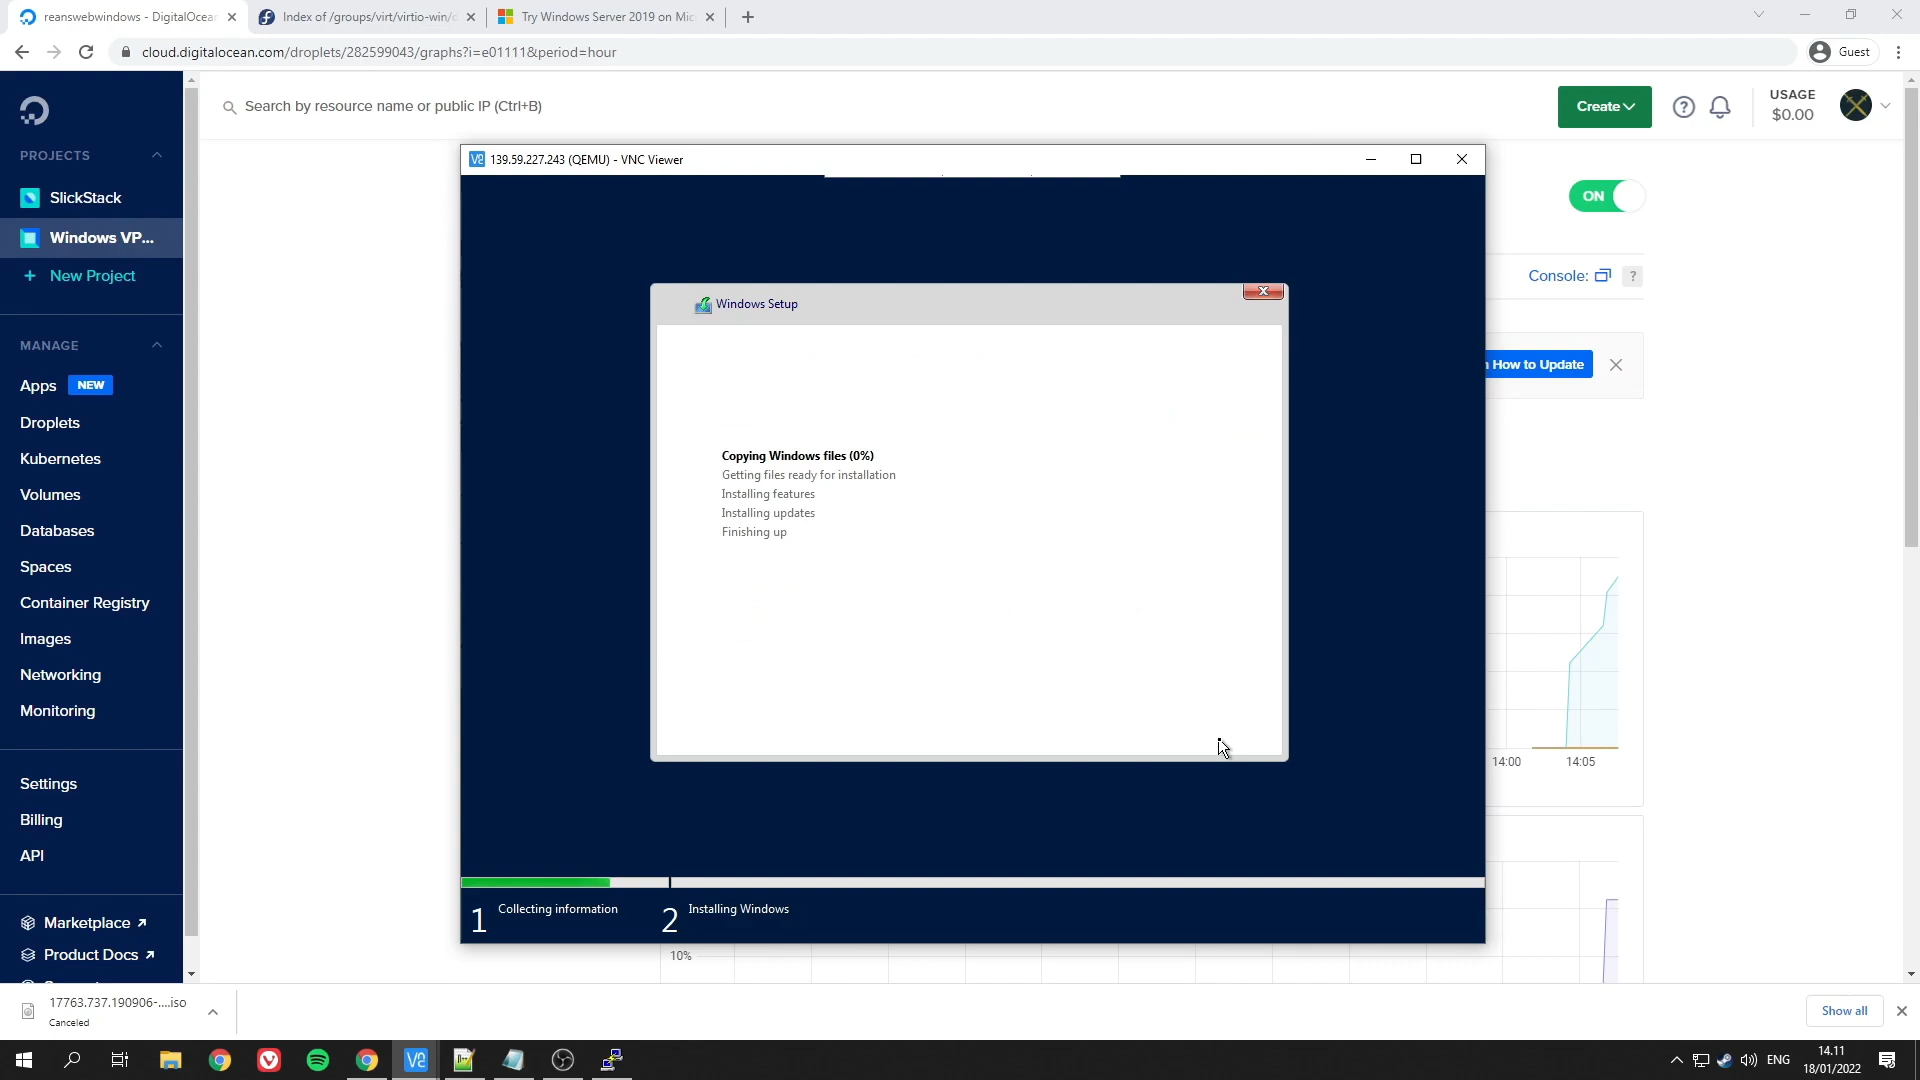 reanswebwindows - DigitalOcean
Index of /groups/virt/virtio-win/d
Try Windows Server 2019 on Mic
cloud.digitalocean.com/droplets/282599043/graphs?i=e01111&period=hour
Guest
Search by resource name or public IP (Ctrl+B)
Create
USAGE
$0.00
PROJECTS
SlickStack
Windows VP...
New Project
MANAGE
Apps NEW
Droplets
Kubernetes
Volumes
Databases
Spaces
Container Registry
Images
Networking
Monitoring
Settings
Billing
API
Marketplace
Product Docs
139.59.227.243 (QEMU) - VNC Viewer
Windows Setup
Copying Windows files (0%)
Getting files ready for installation
Installing features
Installing updates
Finishing up
1 Collecting information
2 Installing Windows
ON
Console:
?
How to Update
14:00
14:05
10%
17763.737.190906-....iso
Canceled
Show all
ENG
14.11
18/01/2022